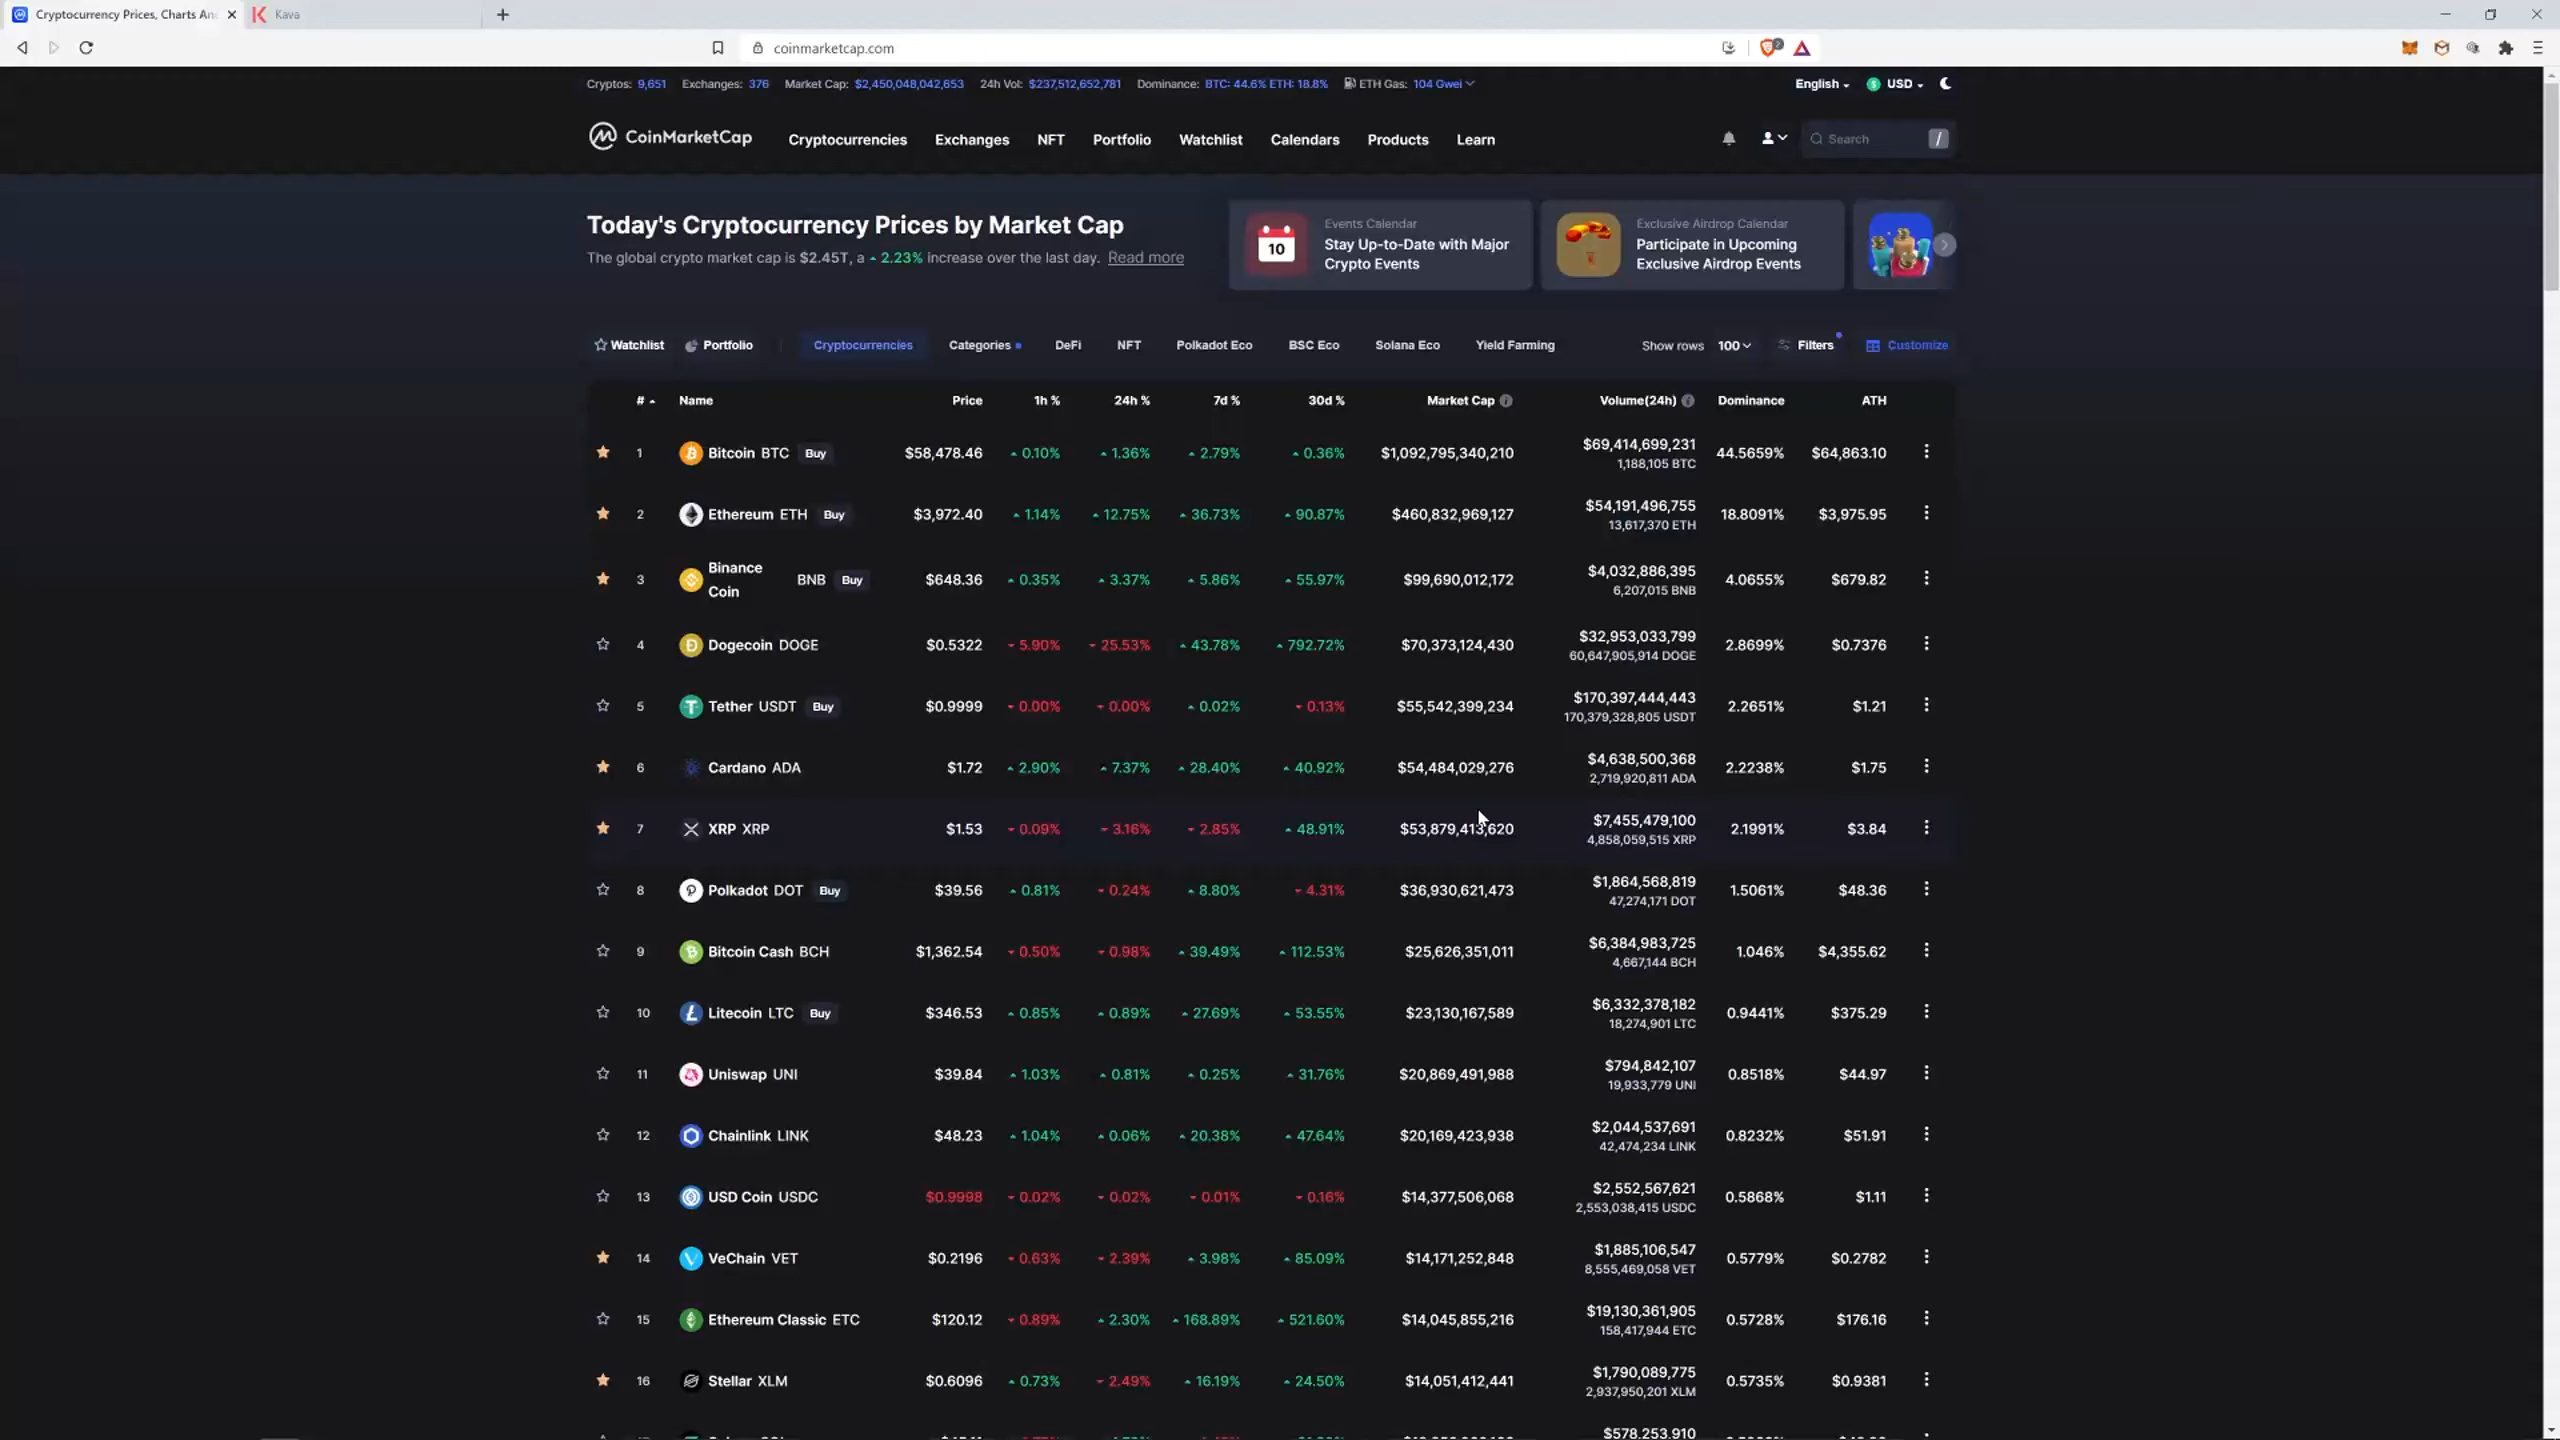 Cryptocurrency Prices, Charts An
Kava
coinmarketcap.com
Cryptos: 9,651 Exchanges: 376 Market Cap: $2,450,048,042,653 24h Vol: $237,512,652,781 Dominance: BTC: 44.6% ETH: 18.8% ETH Gas: 104 Gwei English USD
CoinMarketCap Cryptocurrencies Exchanges NFT Portfolio Watchlist Calendars Products Learn Search /
Today's Cryptocurrency Prices by Market Cap
The global crypto market cap is $2.45T, a 2.23% increase over the last day. Read more
10
Events Calendar
Stay Up-to-Date with Major
Crypto Events
Exclusive Airdrop Calendar
Participate in Upcoming
Exclusive Airdrop Events
Watchlist Portfolio Cryptocurrencies Categories DeFi NFT Polkadot Eco BSC Eco Solana Eco Yield Farming Show rows 100 Filters Customize
# Name Price 1h % 24h % 7d % 30d % Market Cap Volume(24h) Dominance ATH
1 Bitcoin BTC Buy $58,478.46 0.10% 1.36% 2.79% 0.36% $1,092,795,340,210 $69,414,699,231 44.5659% $64,863.10
1,188,105 BTC
2 Ethereum ETH Buy $3,972.40 1.14% 12.75% 36.73% 90.87% $460,832,969,127 $54,191,496,755 18.8091% $3,975.95
13,617,370 ETH
3 Binance Coin BNB Buy $648.36 0.35% 3.37% 5.86% 55.97% $99,690,012,172 $4,032,886,395 4.0655% $679.82
6,207,015 BNB
4 Dogecoin DOGE $0.5322 5.90% 25.53% 43.78% 792.72% $70,373,124,430 $32,953,033,799 2.8699% $0.7376
60,647,905,914 DOGE
5 Tether USDT Buy $0.9999 0.00% 0.00% 0.02% 0.13% $55,542,399,234 $170,397,444,443 2.2651% $1.21
170,379,328,805 USDT
6 Cardano ADA $1.72 2.90% 7.37% 28.40% 40.92% $54,484,029,276 $4,638,500,368 2.2238% $1.75
2,719,920,811 ADA
7 XRP XRP $1.53 0.09% 3.16% 2.85% 48.91% $53,879,413,620 $7,455,479,100 2.1991% $3.84
4,858,059,515 XRP
8 Polkadot DOT Buy $39.56 0.81% 0.24% 8.80% 4.31% $36,930,621,473 $1,864,568,819 1.5061% $48.36
47,274,171 DOT
9 Bitcoin Cash BCH $1,362.54 0.50% 0.98% 39.49% 112.53% $25,626,351,011 $6,384,983,725 1.046% $4,355.62
4,667,144 BCH
10 Litecoin LTC Buy $346.53 0.85% 0.89% 27.69% 53.55% $23,130,167,589 $6,332,378,182 0.9441% $375.29
18,274,901 LTC
11 Uniswap UNI $39.84 1.03% 0.81% 0.25% 31.76% $20,869,491,988 $794,842,107 0.8518% $44.97
19,933,779 UNI
12 Chainlink LINK $48.23 1.04% 0.06% 20.38% 47.64% $20,169,423,938 $2,044,537,691 0.8232% $51.91
42,474,234 LINK
13 USD Coin USDC $0.9998 0.02% 0.02% 0.01% 0.16% $14,377,506,068 $2,552,567,621 0.5868% $1.11
2,553,038,415 USDC
14 VeChain VET $0.2196 0.63% 2.39% 3.98% 85.09% $14,171,252,848 $1,885,106,547 0.5779% $0.2782
8,555,469,058 VET
15 Ethereum Classic ETC $120.12 0.89% 2.30% 168.89% 521.60% $14,045,855,216 $19,130,361,905 0.5728% $176.16
158,417,944 ETC
16 Stellar XLM $0.6096 0.73% 2.49% 16.19% 24.50% $14,051,412,441 $1,790,089,775 0.5735% $0.9381
2,937,950,201 XLM
$578,253,910